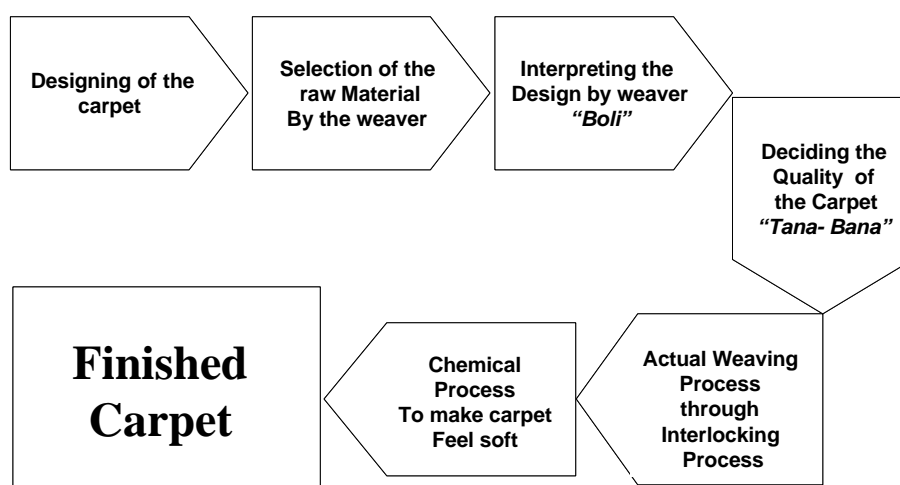 Designing of the
carpet
Selection of the
raw Material
By the weaver
Interpreting the
Design by weaver
“Boli”
Deciding the
Quality of
the Carpet
“Tana- Bana”
Actual Weaving
Process
through
Interlocking
Process
Chemical
Process
To make carpet
Feel soft
Finished
Carpet